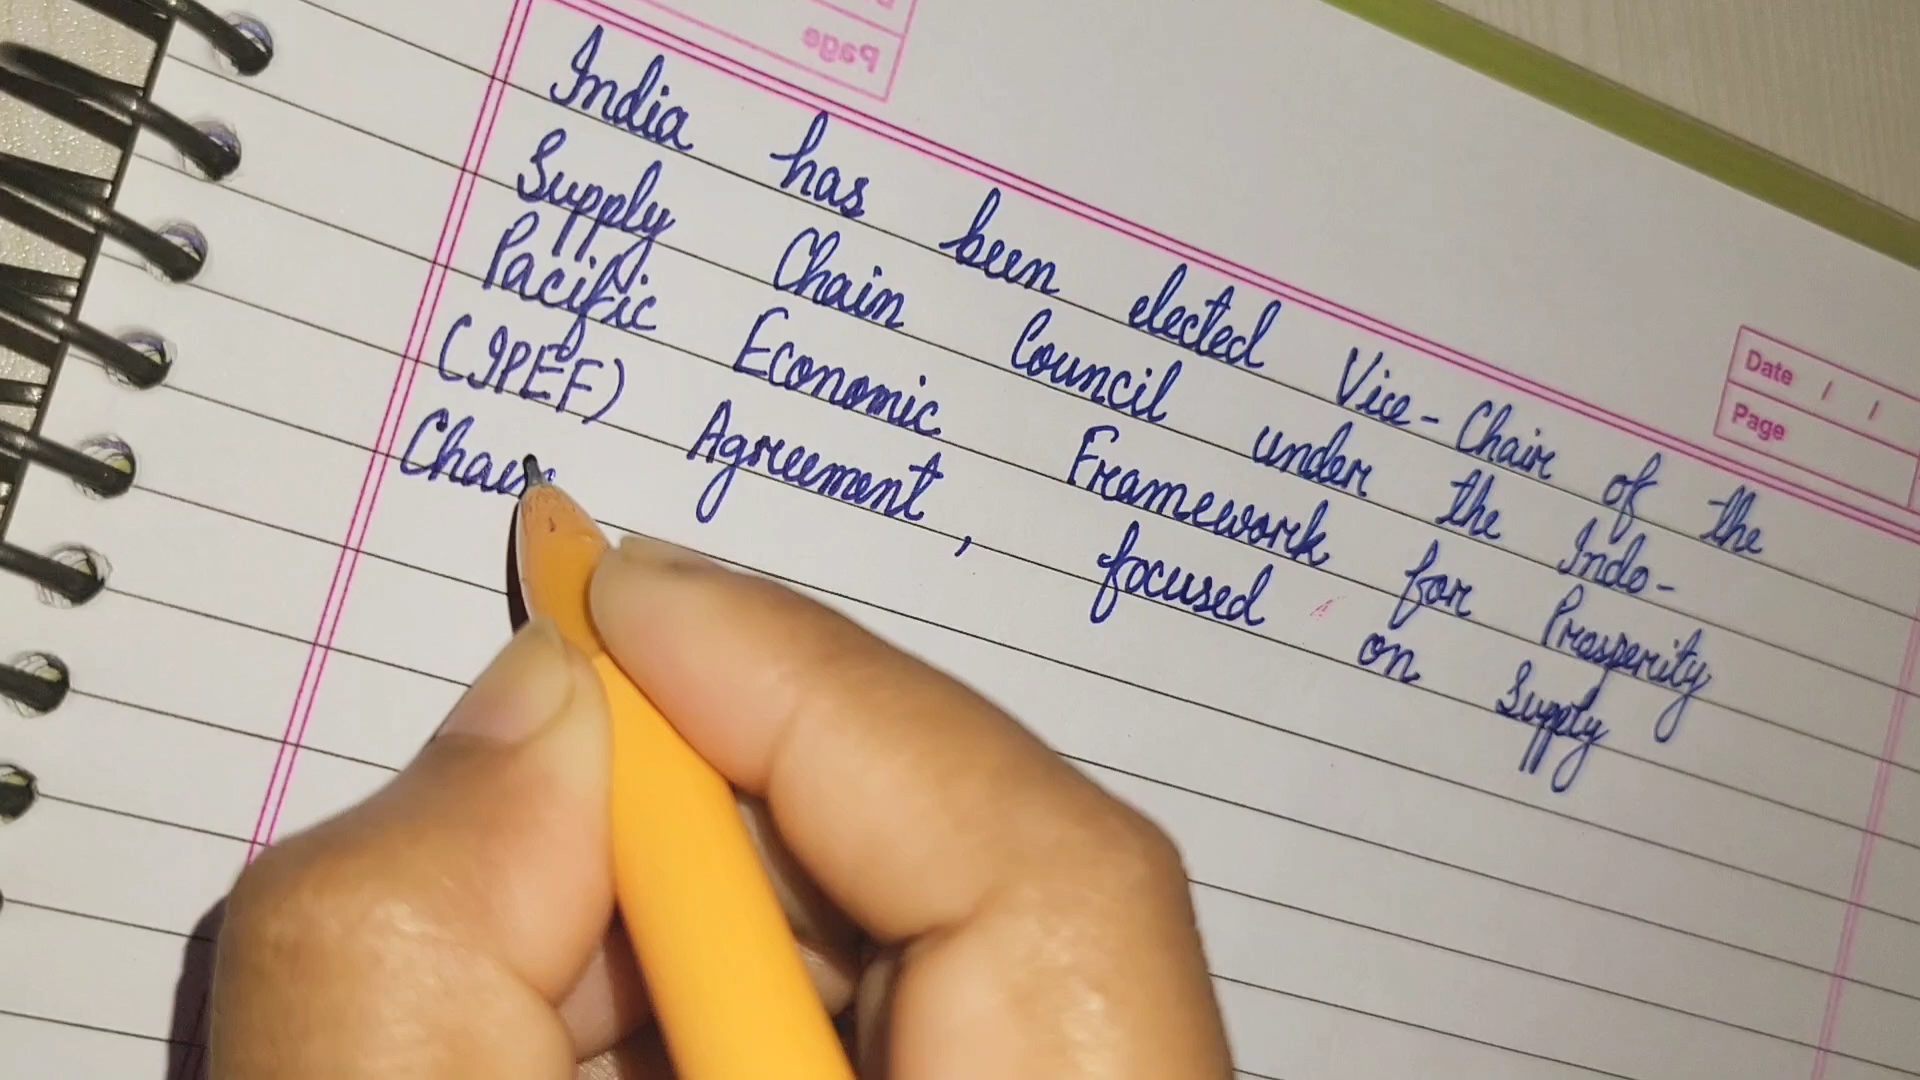 Page
India has been elected Vice-Chair of the
Supply Chain Council under the Indo-
Pacific Economic Framework for Prosperity
(IPEF) Agreement, focused on Supply
Chain
Date / /
Page